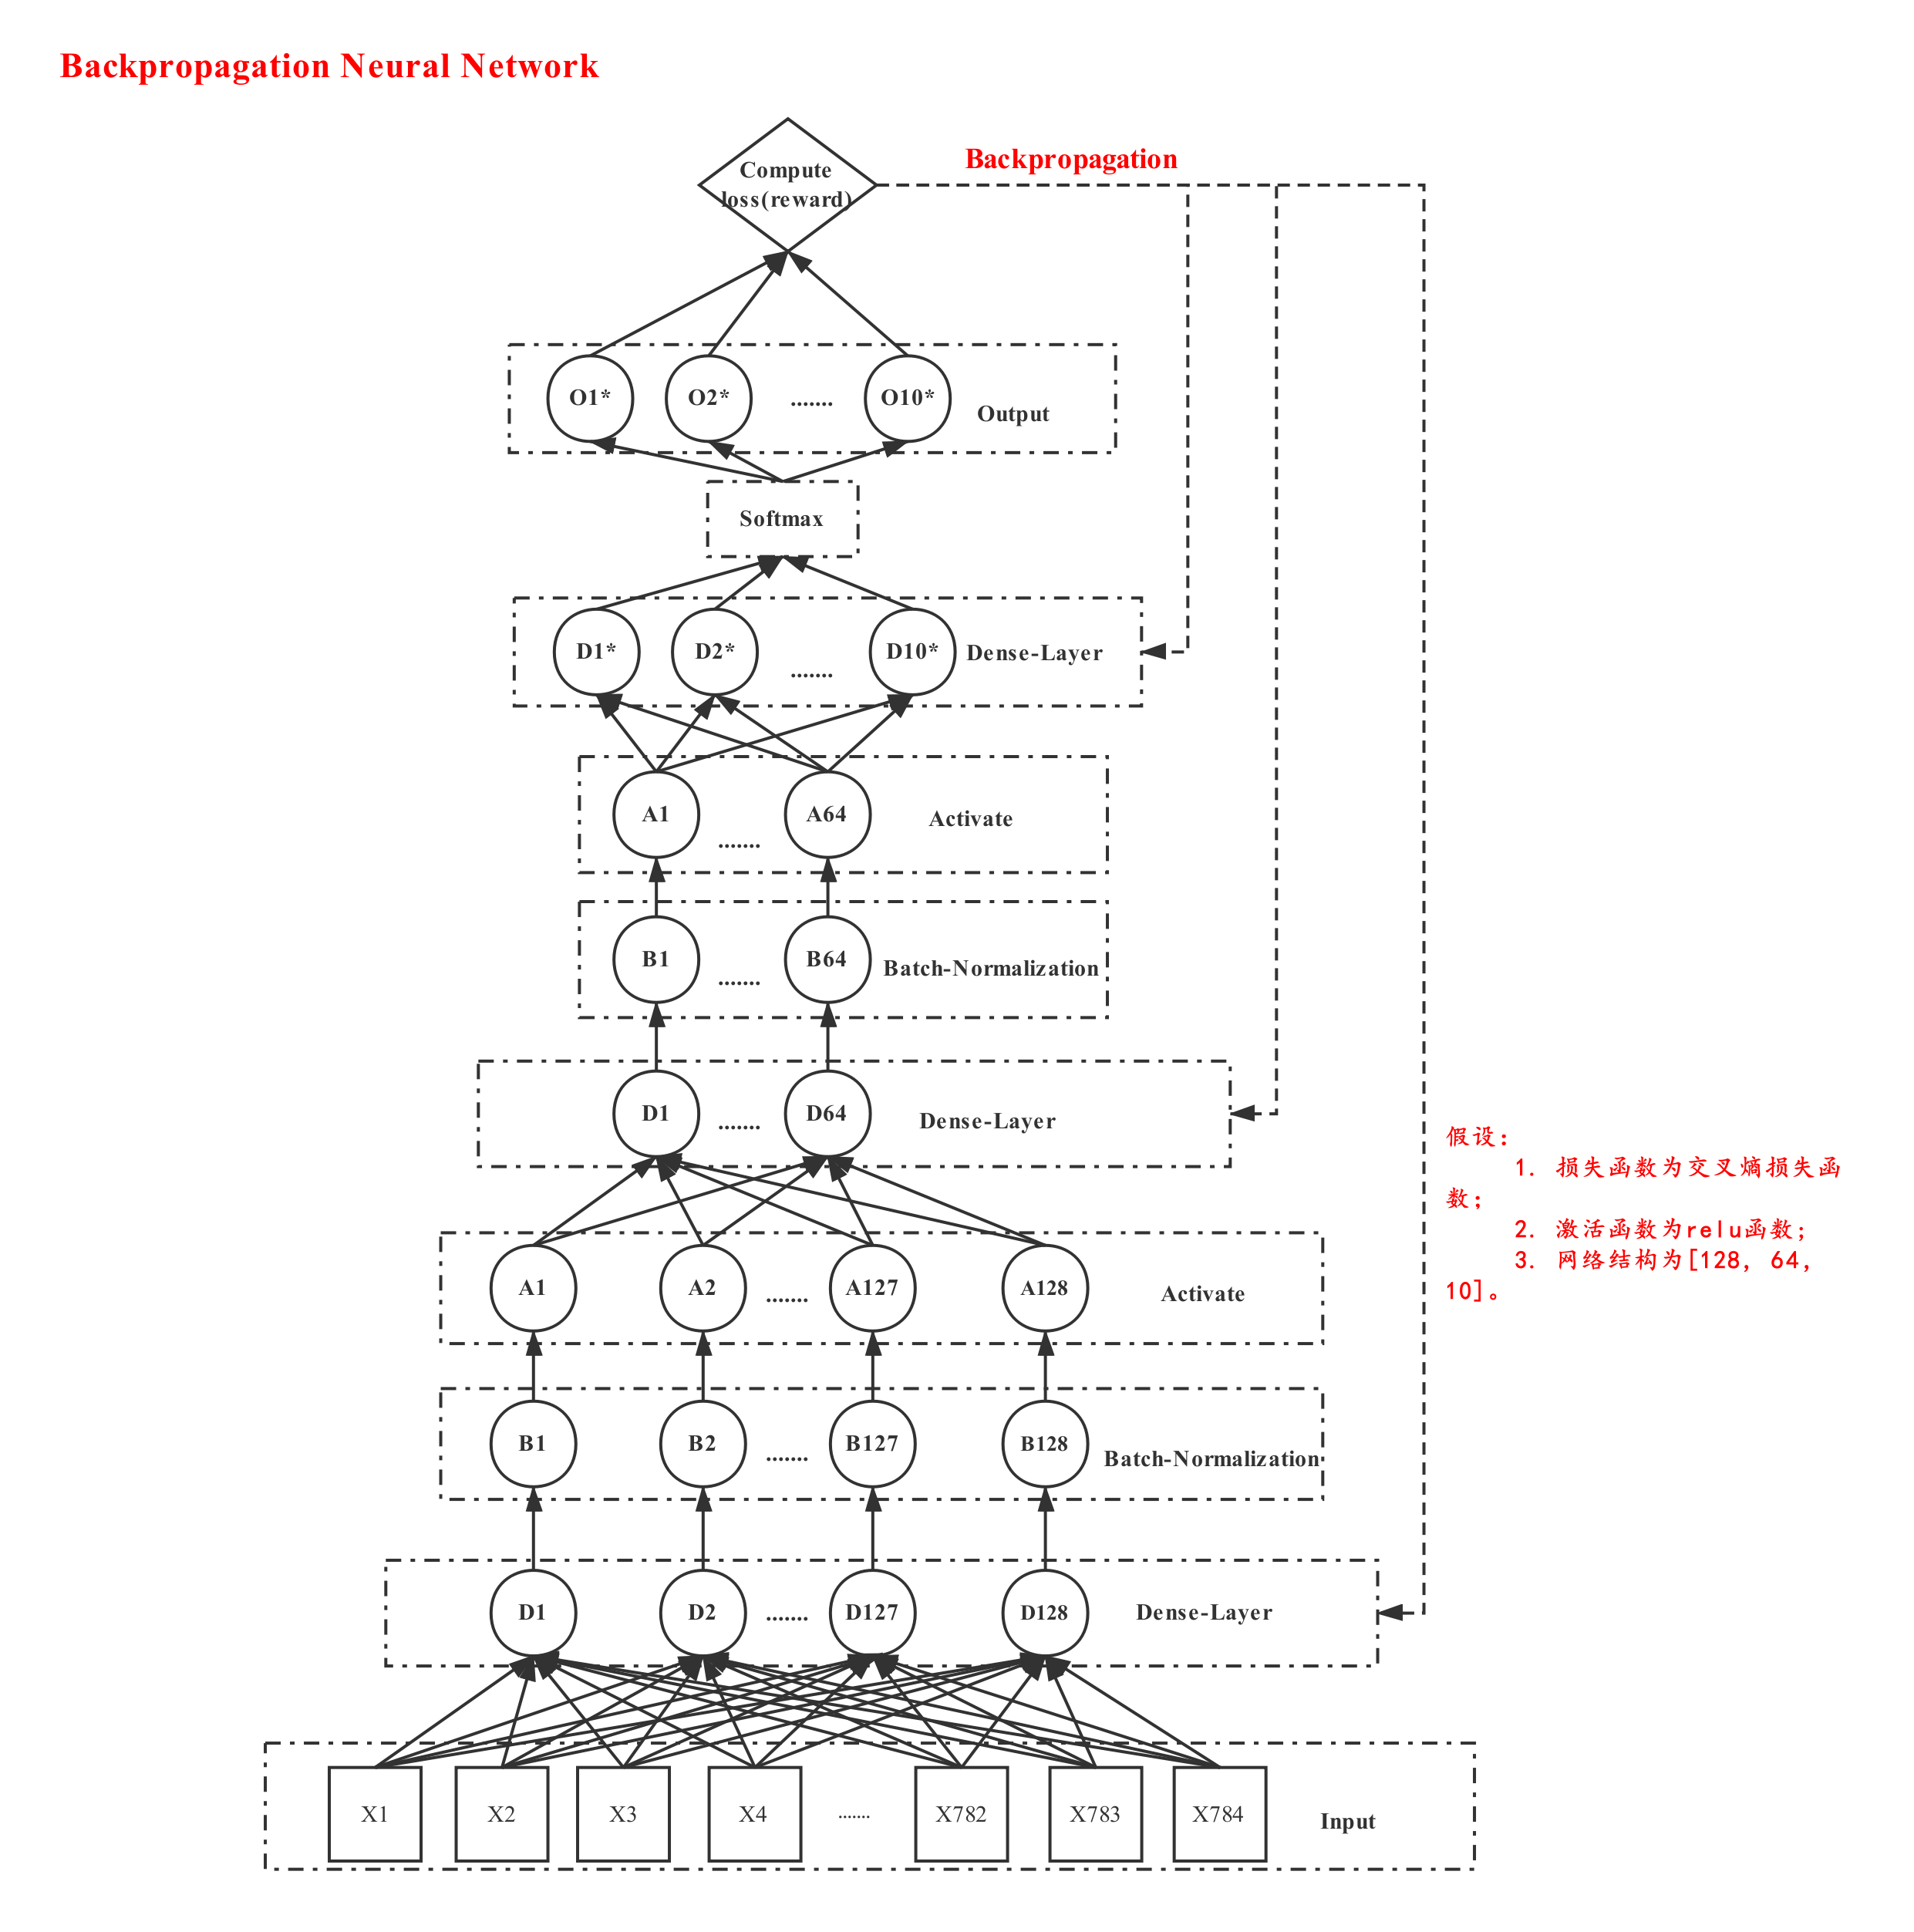 Backpropagation Neural Network
Compute
loss(reward)
Backpropagation
O1* O2* ....... O10* Output
Softmax
D1* D2* ....... D10* Dense-Layer
A1 ....... A64 Activate
B1 ....... B64 Batch-Normalization
D1 ....... D64 Dense-Layer
假设：
1. 损失函数为交叉熵损失函
数；
2. 激活函数为relu函数；
3. 网络结构为[128, 64,
10]。
A1 A2 ....... A127 A128 Activate
B1 B2 ....... B127 B128 Batch-Normalization
D1 D2 ....... D127 D128 Dense-Layer
X1 X2 X3 X4 ....... X782 X783 X784 Input